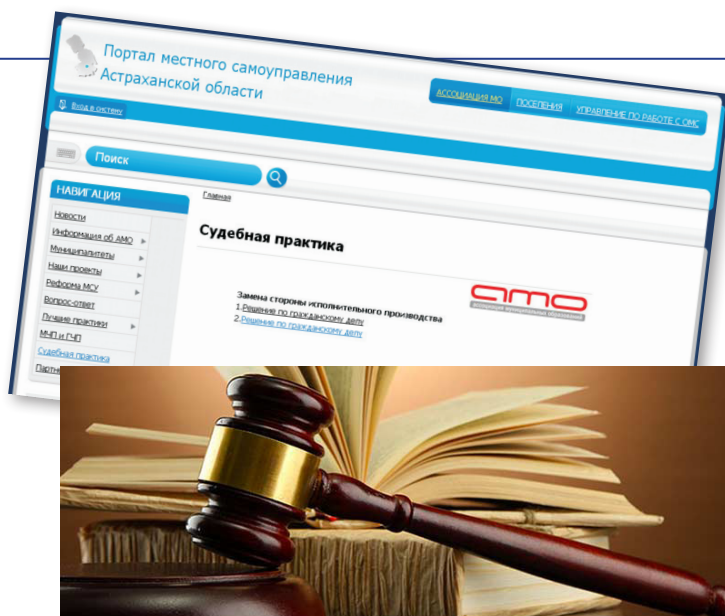 Портал местного самоуправления
Астраханской области
АССОЦИАЦИЯ МО ПОСЕЛЕНИЯ УПРАВЛЕНИЕ ПО РАБОТЕ С ОМС
Вход в систему
Поиск
НАВИГАЦИЯ
Новости
Информация об АМО
Муниципалитеты
Наши проекты
Реформа МСУ
Вопрос-ответ
Лучшие практики
МЧП и ГЧП
Судебная практика
Главная
Судебная практика
амо
Замена стороны исполнительного производства
1.Решение по гражданскому делу
2.Решение по гражданскому делу